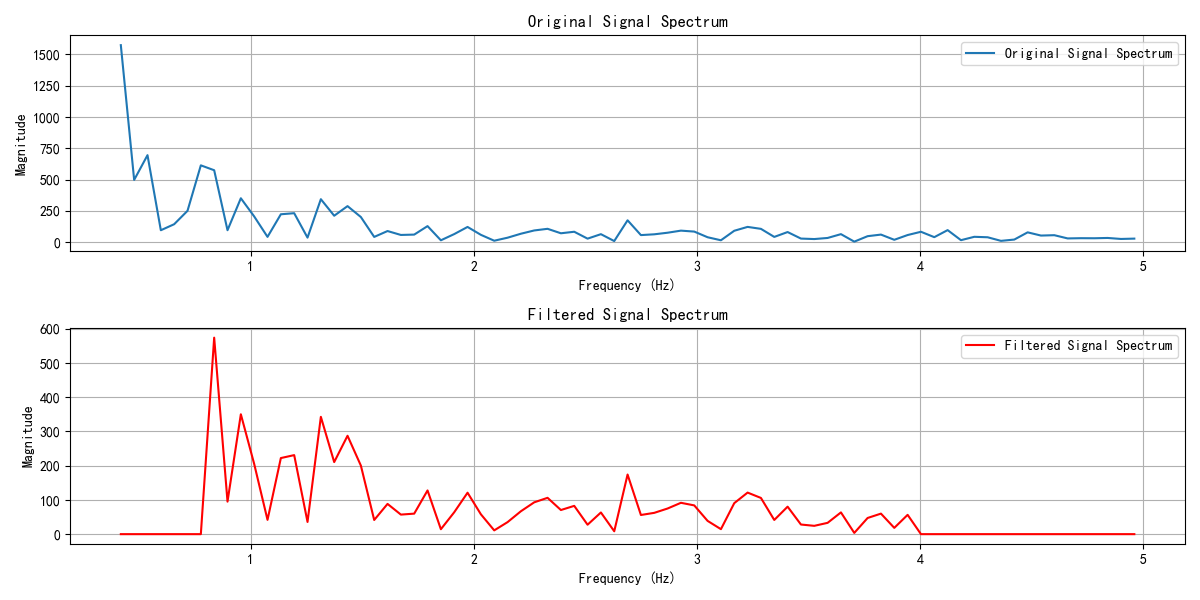 Original Signal Spectrum
Original Signal Spectrum
Magnitude
1500
1250
1000
750
500
250
0
1 2 3 4 5
Frequency (Hz)
Filtered Signal Spectrum
Filtered Signal Spectrum
Magnitude
600
500
400
300
200
100
0
1 2 3 4 5
Frequency (Hz)